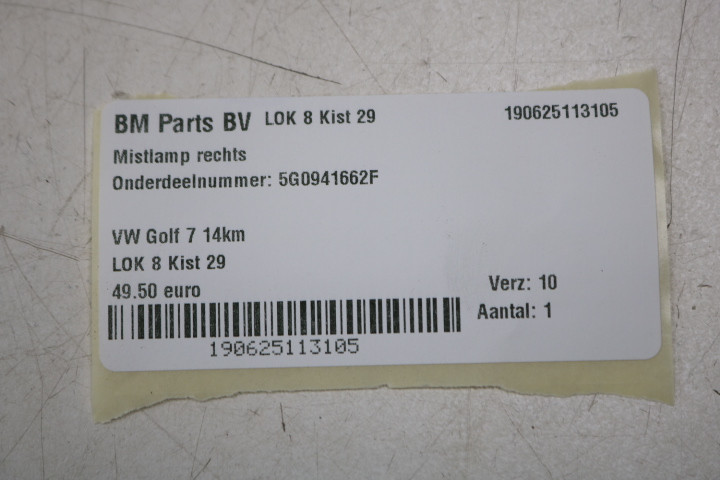 BM Parts BV LOK 8 Kist 29 190625113105
Mistlamp rechts
Onderdeelnummer: 5G0941662F
VW Golf 7 14km
LOK 8 Kist 29
49.50 euro Verz: 10
Aantal: 1
190625113105